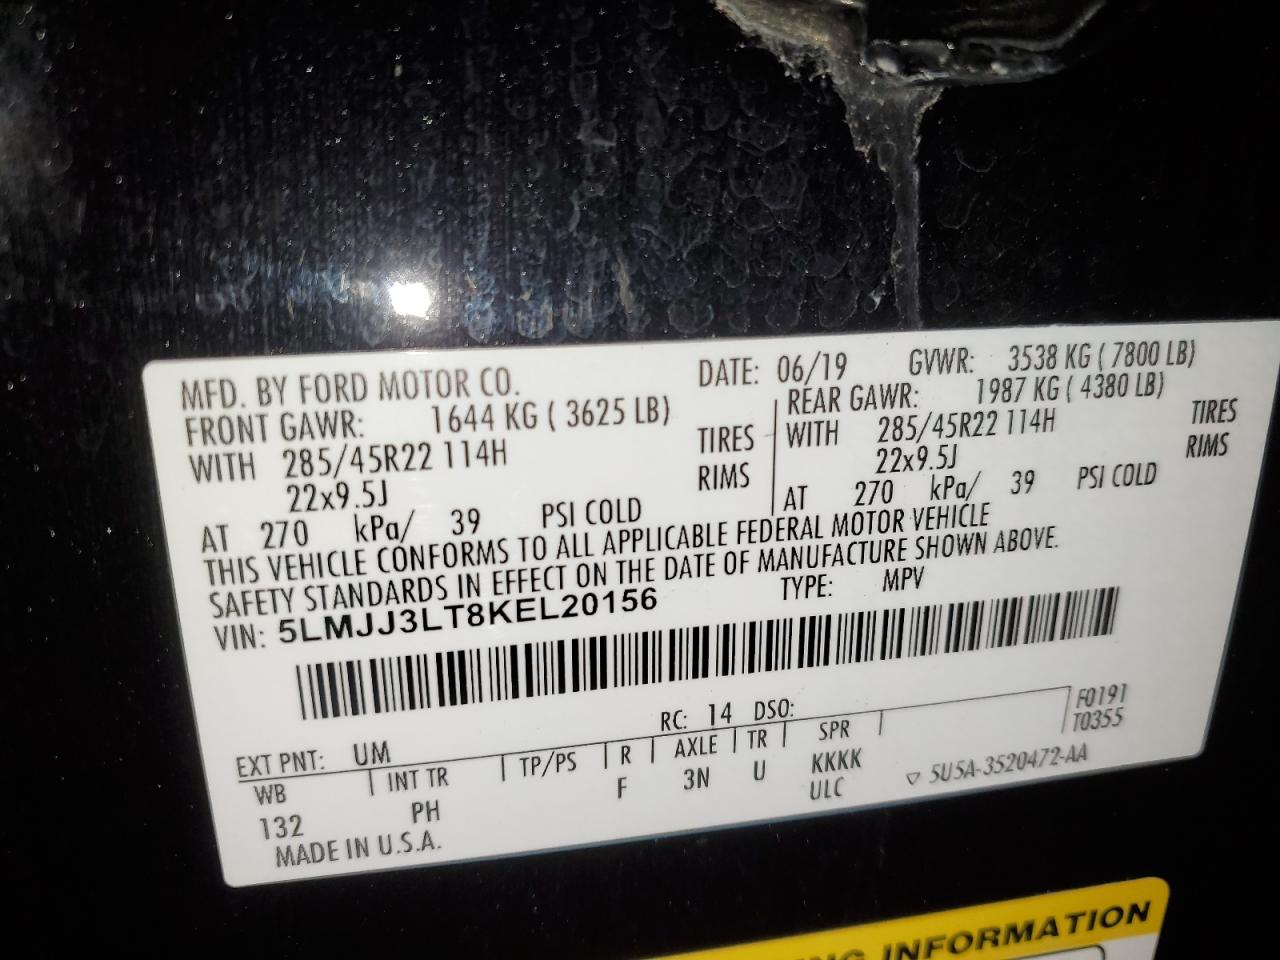 MFD. BY FORD MOTOR CO. DATE: 06/19 GVWR: 3538 KG ( 7800 LB)
FRONT GAWR: 1644 KG ( 3625 LB) REAR GAWR: 1987 KG ( 4380 LB)
WITH 285/45R22 114H TIRES WITH 285/45R22 114H TIRES
22x9.5J RIMS 22x9.5J RIMS
AT 270 kPa/ 39 PSI COLD AT 270 kPa/ 39 PSI COLD
THIS VEHICLE CONFORMS TO ALL APPLICABLE FEDERAL MOTOR VEHICLE
SAFETY STANDARDS IN EFFECT ON THE DATE OF MANUFACTURE SHOWN ABOVE.
VIN: 5LMJJ3LT8KEL20156 TYPE: MPV
F0191
EXT PNT: UM RC: 14 DSO: T0355
WB INT TR TP/PS R AXLE TR SPR
132 PH F 3N U KKKK
ULC 5U5A-3520472-AA
MADE IN U.S.A.
INFORMATION